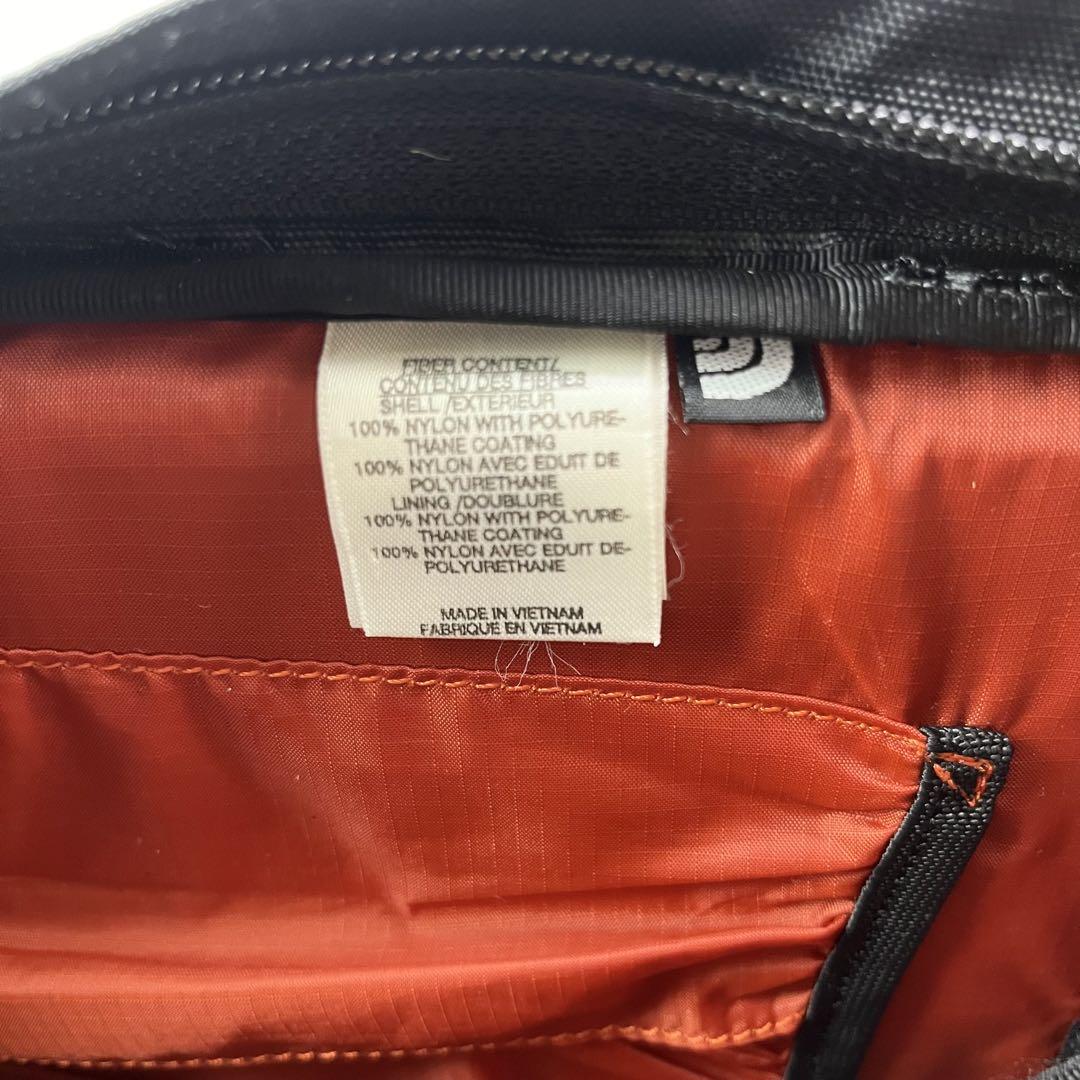 FIBER CONTENT/
CONTENU DES FIBRES
SHELL /EXTERIEUR
100% NYLON WITH POLYURE-
THANE COATING
100% NYLON AVEC EDUIT DE
POLYURETHANE
LINING /DOUBLURE
100% NYLON WITH POLYURE-
THANE COATING
100% NYLON AVEC EDUIT DE-
POLYURETHANE
MADE IN VIETNAM
FABRIQUE EN VIETNAM